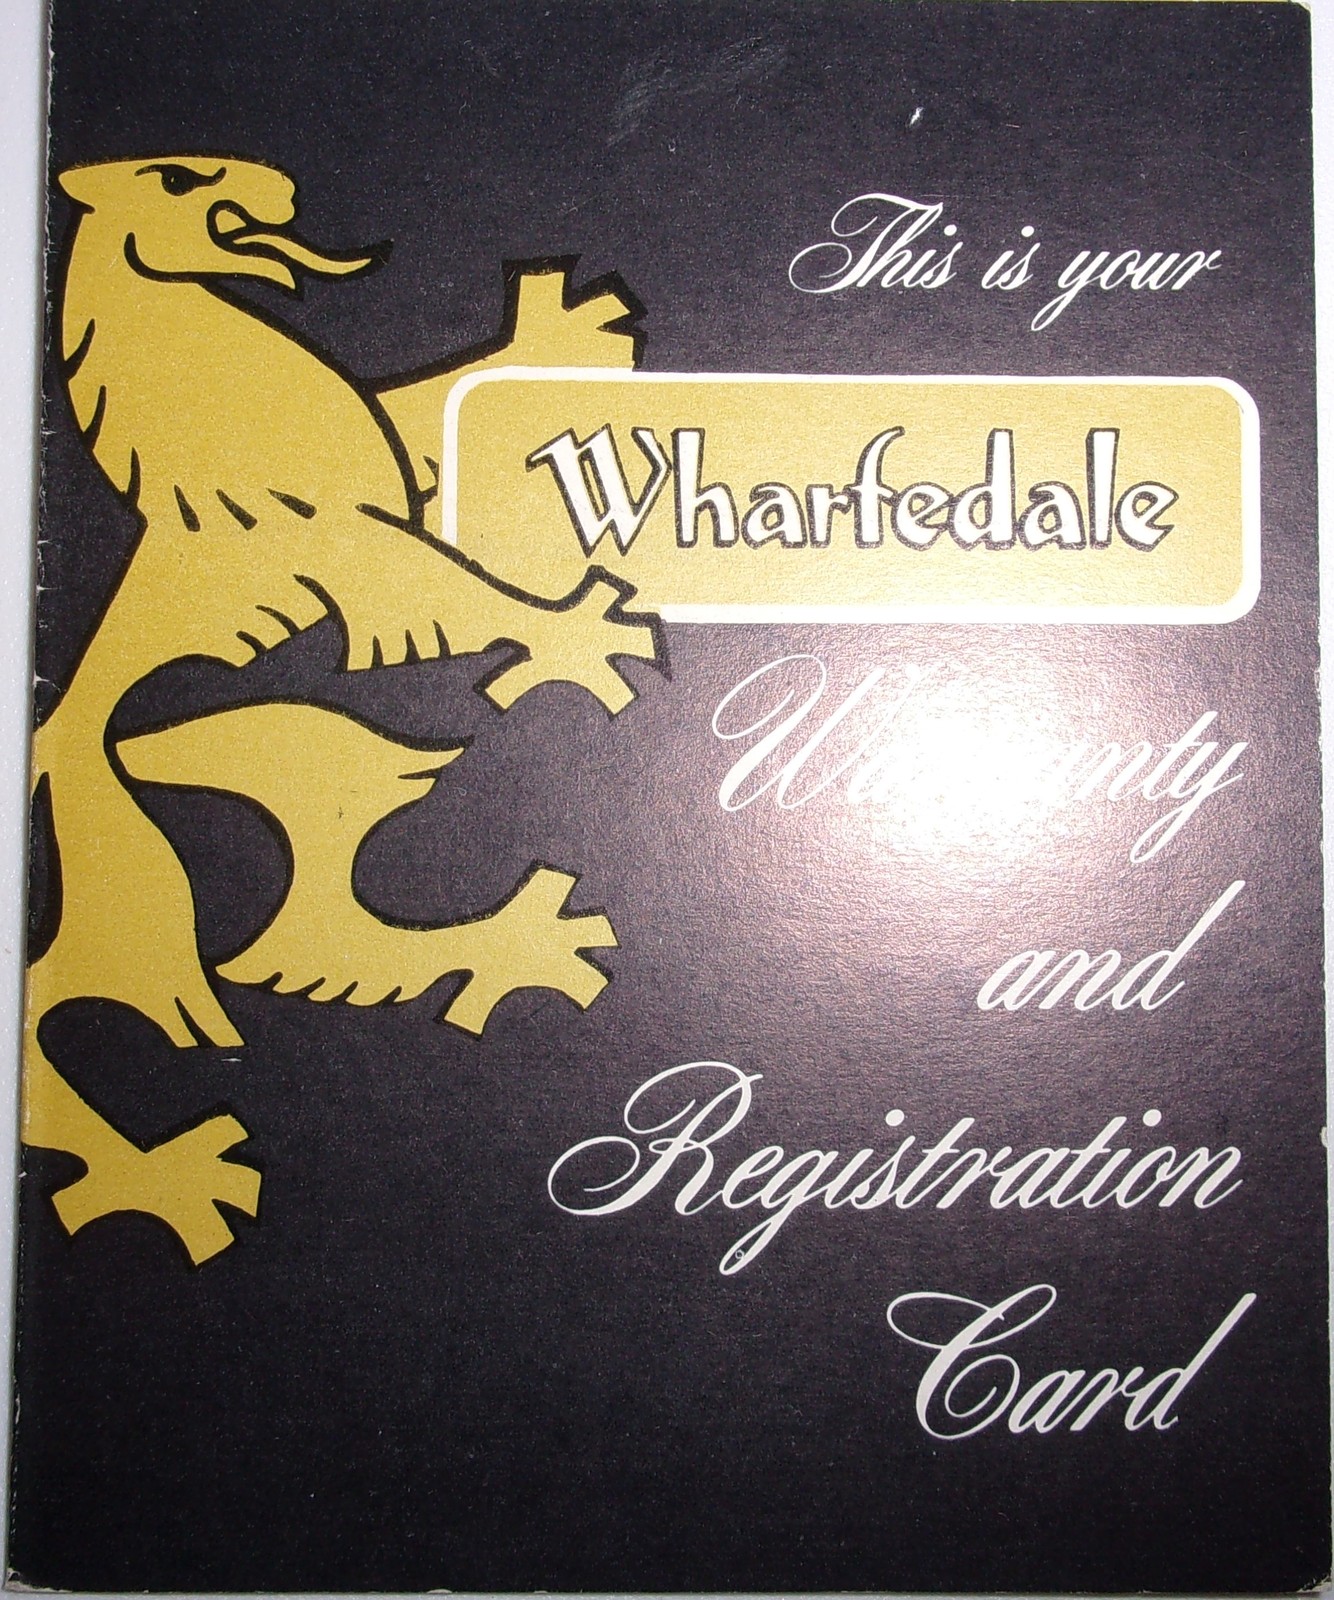 This is your
Wharfedale
Warranty
and
Registration
Card